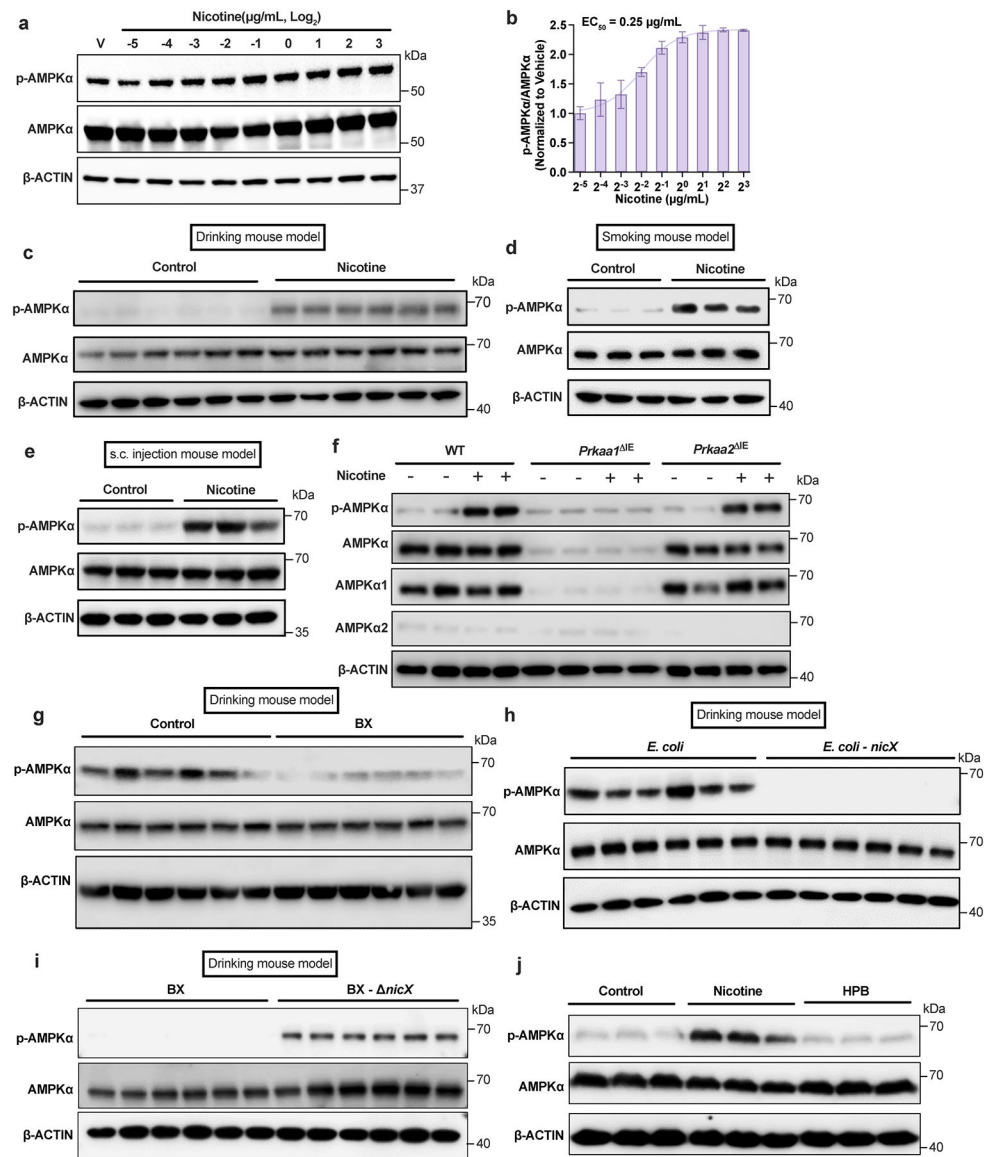 a
Nicotine(μg/mL, Log2)
V -5 -4 -3 -2 -1 0 1 2 3
kDa
p-AMPKα
50
AMPKα
50
β-ACTIN
37
b
EC50 = 0.25 μg/mL
p-AMPKα/AMPKα
(Normalized to Vehicle)
2.5
2.0
1.5
1.0
0.5
0.0
2-5 2-4 2-3 2-2 2-1 20 21 22 23
Nicotine (μg/mL)
c
Drinking mouse model
Control Nicotine
kDa
p-AMPKα
70
AMPKα
70
β-ACTIN
40
d
Smoking mouse model
Control Nicotine
kDa
p-AMPKα
70
AMPKα
70
β-ACTIN
40
e
s.c. injection mouse model
Control Nicotine
kDa
p-AMPKα
70
AMPKα
70
β-ACTIN
35
f
WT Prkaa1ΔIE Prkaa2ΔIE
Nicotine - - + + - - + + - - + +
kDa
p-AMPKα
70
AMPKα
70
AMPKα1
70
AMPKα2
70
β-ACTIN
40
g
Drinking mouse model
Control BX
kDa
p-AMPKα
70
AMPKα
70
β-ACTIN
35
h
Drinking mouse model
E. coli E. coli - nicX
kDa
p-AMPKα
70
AMPKα
70
β-ACTIN
40
i
Drinking mouse model
BX BX - ΔnicX
kDa
p-AMPKα
70
AMPKα
70
β-ACTIN
40
j
Control Nicotine HPB
kDa
p-AMPKα
70
AMPKα
70
β-ACTIN
40